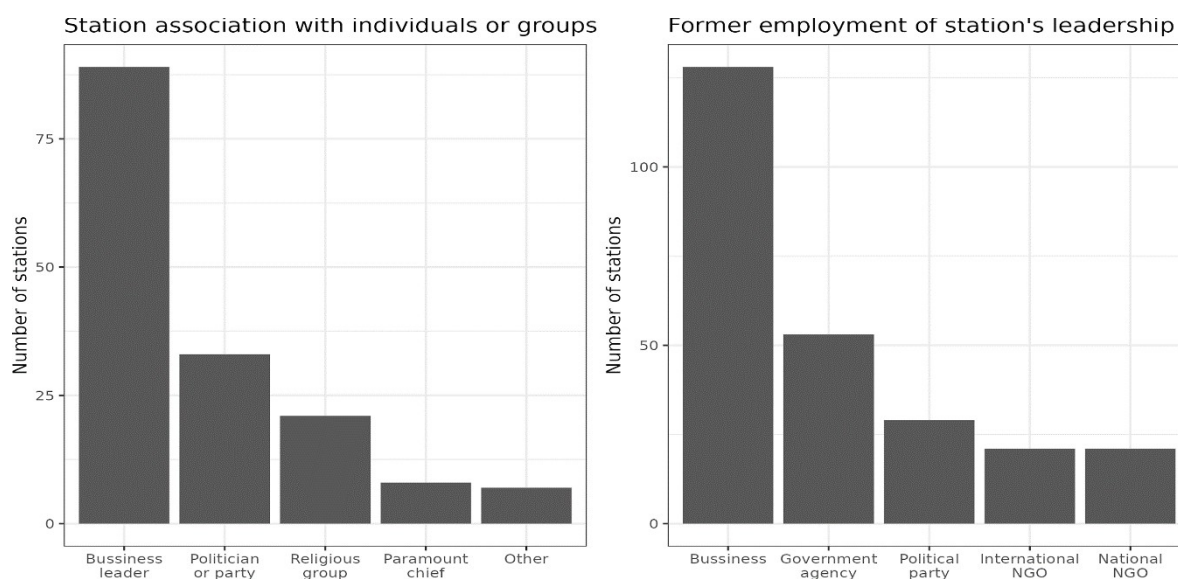 Station association with individuals or groups
Number of stations
75
50
25
0
Bussiness leader
Politician or party
Religious group
Paramount chief
Other
Former employment of station's leadership
Number of stations
100
50
0
Bussiness
Government agency
Political party
International NGO
National NGO